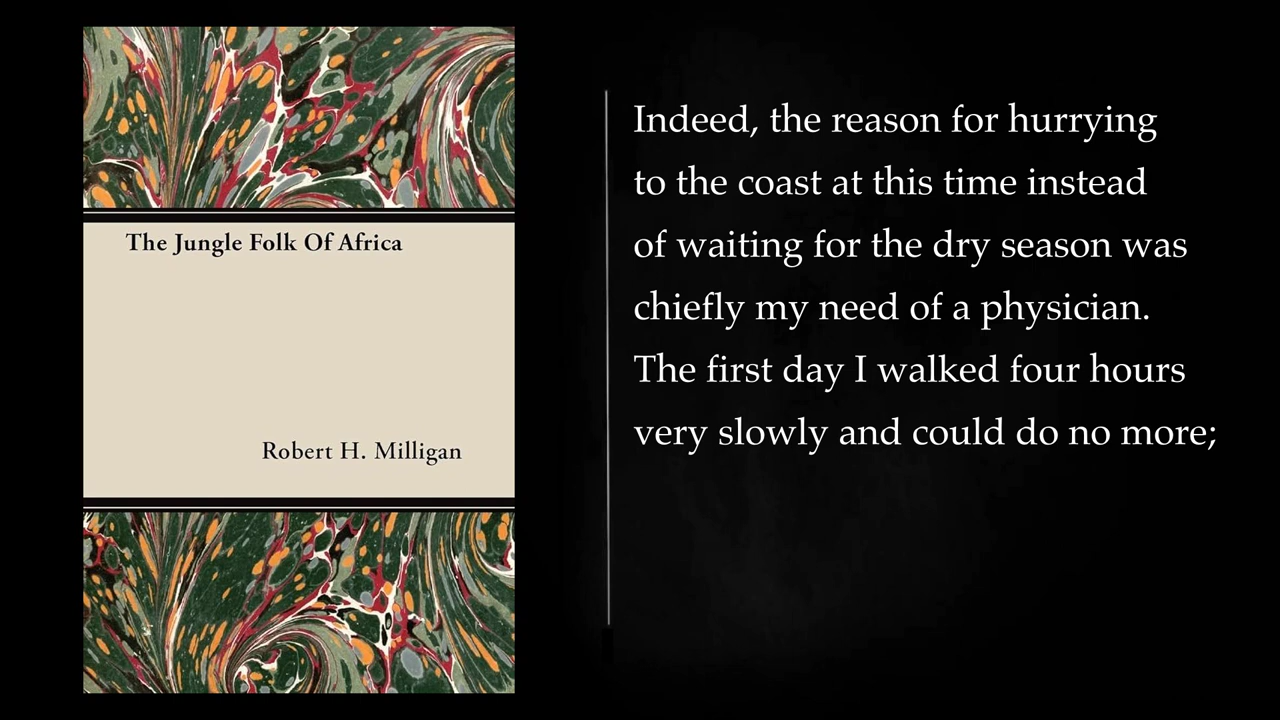 The Jungle Folk Of Africa
Robert H. Milligan
Indeed, the reason for hurrying
to the coast at this time instead
of waiting for the dry season was
chiefly my need of a physician.
The first day I walked four hours
very slowly and could do no more;